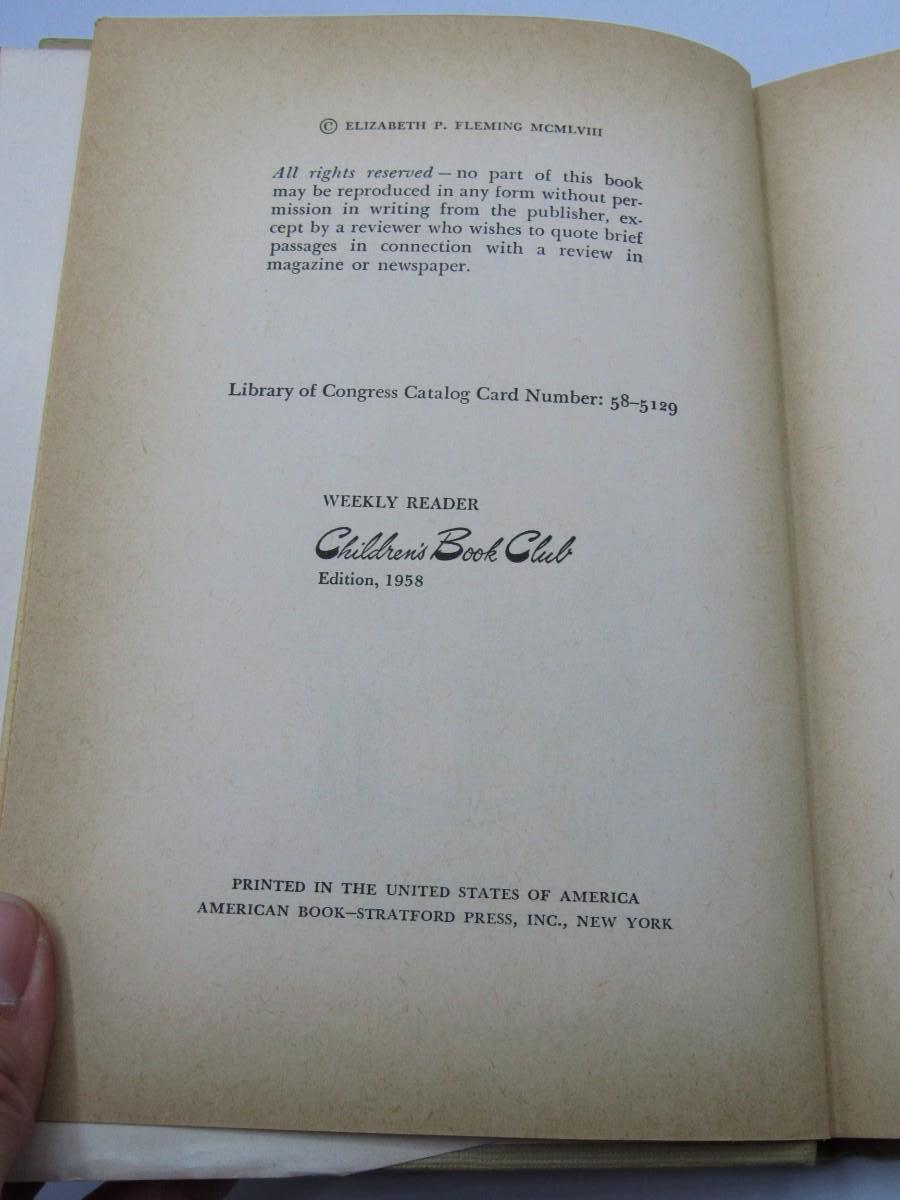 © ELIZABETH P. FLEMING MCMLVIII
All rights reserved — no part of this book
may be reproduced in any form without per-
mission in writing from the publisher, ex-
cept by a reviewer who wishes to quote brief
passages in connection with a review in
magazine or newspaper.
Library of Congress Catalog Card Number: 58–5129
WEEKLY READER
Children's Book Club
Edition, 1958
PRINTED IN THE UNITED STATES OF AMERICA
AMERICAN BOOK–STRATFORD PRESS, INC., NEW YORK